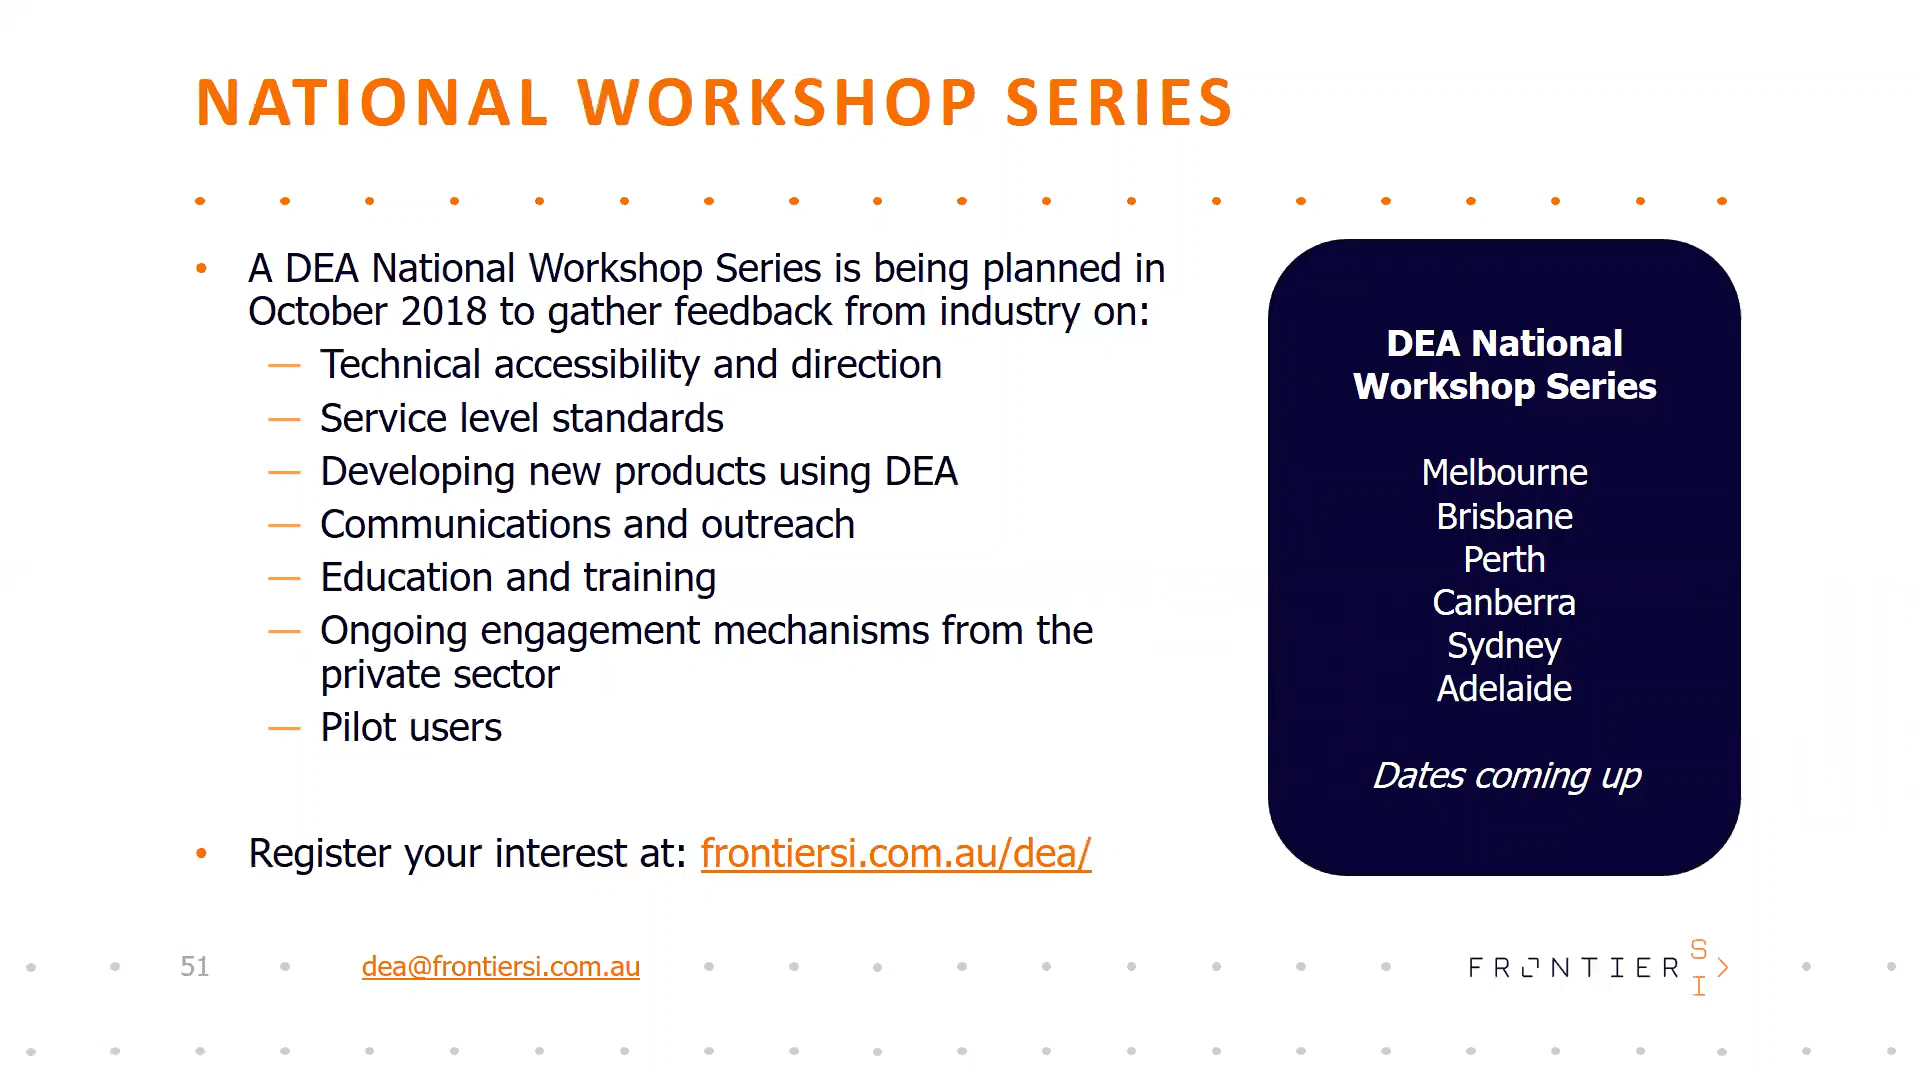 NATIONAL WORKSHOP SERIES
• A DEA National Workshop Series is being planned in
October 2018 to gather feedback from industry on:
— Technical accessibility and direction
— Service level standards
— Developing new products using DEA
— Communications and outreach
— Education and training
— Ongoing engagement mechanisms from the
private sector
— Pilot users
• Register your interest at: frontiersi.com.au/dea/
DEA National
Workshop Series
Melbourne
Brisbane
Perth
Canberra
Sydney
Adelaide
Dates coming up
51
dea@frontiersi.com.au
FRONTIER SI